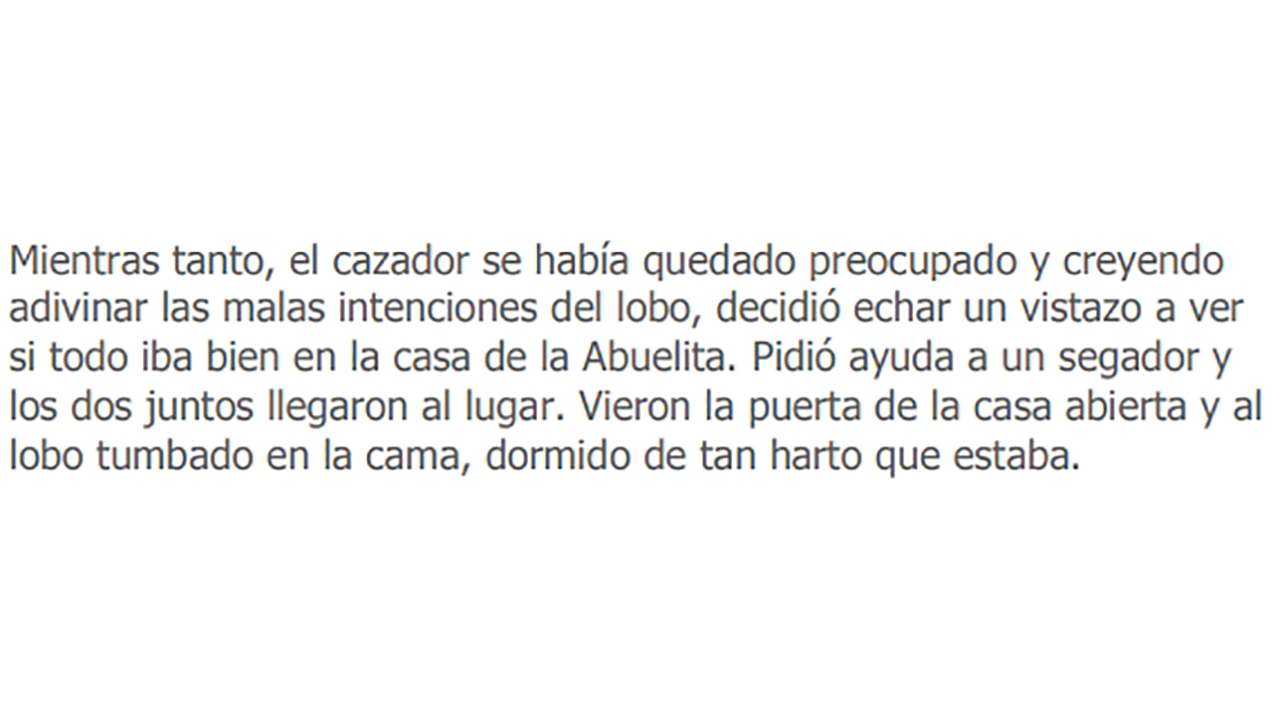 Mientras tanto, el cazador se había quedado preocupado y creyendo
adivinar las malas intenciones del lobo, decidió echar un vistazo a ver
si todo iba bien en la casa de la Abuelita. Pidió ayuda a un segador y
los dos juntos llegaron al lugar. Vieron la puerta de la casa abierta y al
lobo tumbado en la cama, dormido de tan harto que estaba.